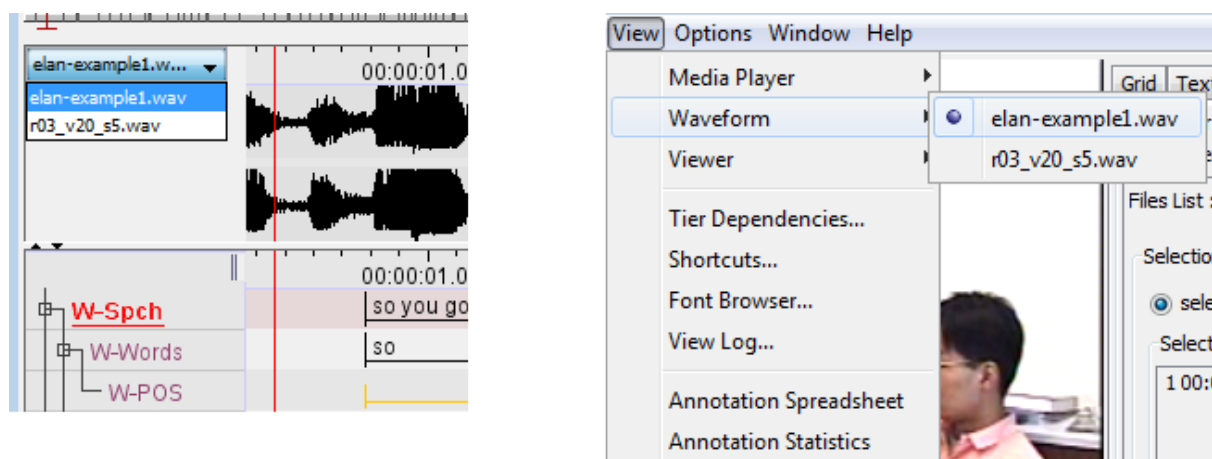 elan-example1.w...
00:00:01.0
elan-example1.wav
r03_v20_s5.wav
00:00:01.0
W-Spch
so you go
W-Words
so
W-POS
View Options Window Help
Media Player
Grid
Waveform
elan-example1.wav
Viewer
r03_v20_s5.wav
Files List :
Tier Dependencies...
Shortcuts...
Font Browser...
View Log...
1 00:
Annotation Spreadsheet
Annotation Statistics